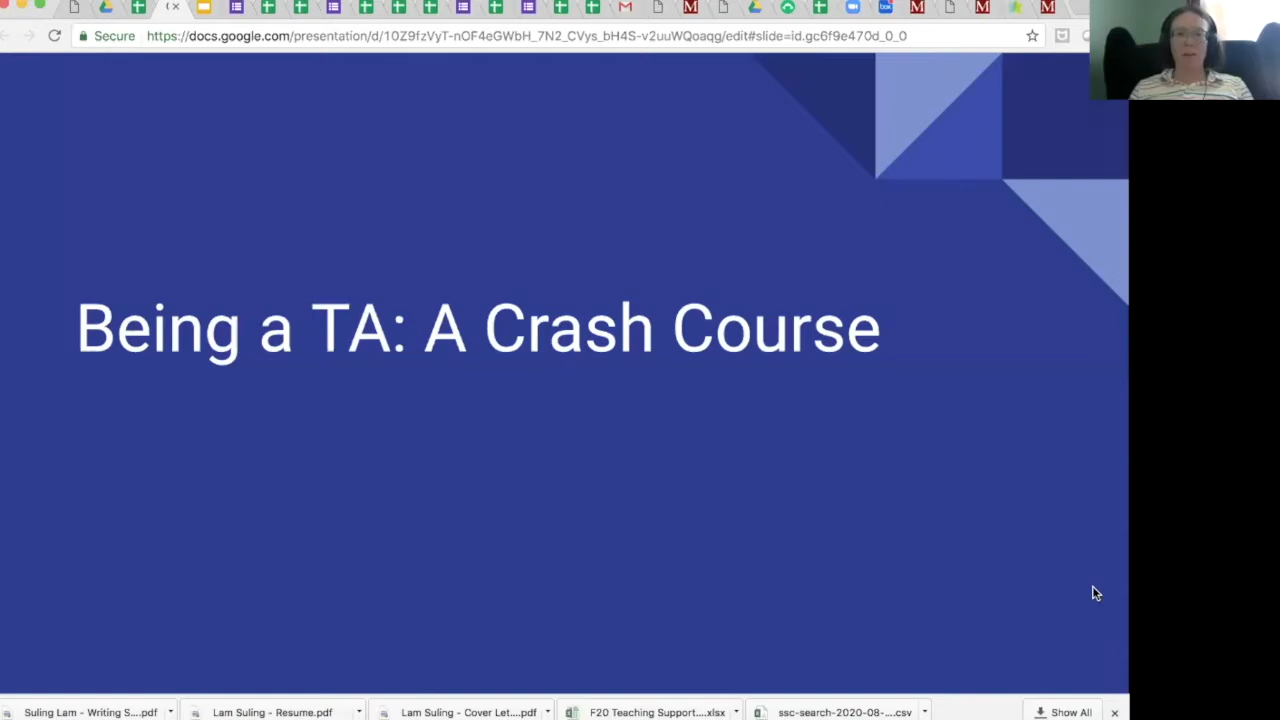 Secure
https://docs.google.com/presentation/d/10Z9fzVyT-nOF4eGWbH_7N2_CVys_bH4S-v2uuWQoaqg/edit#slide=id.gc6f9e470d_0_0
Being a TA: A Crash Course
Suling Lam - Writing S....pdf
Lam Suling - Resume.pdf
Lam Suling - Cover Let....pdf
F20 Teaching Support....xlsx
ssc-search-2020-08-....csv
Show All